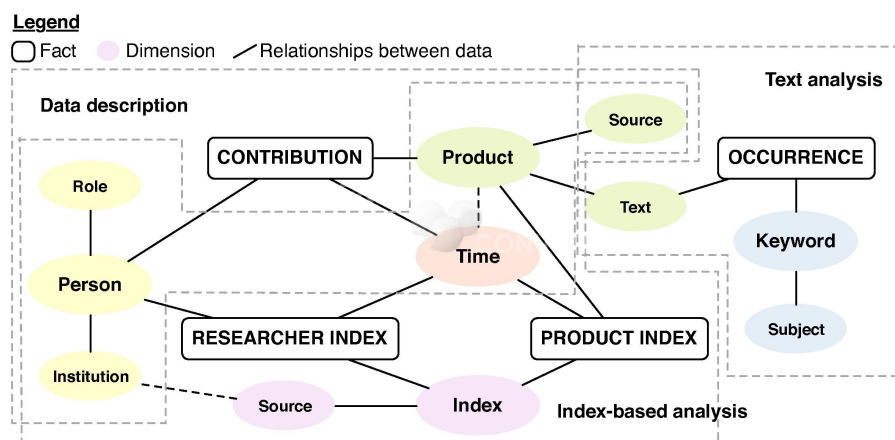 Legend
Fact Dimension Relationships between data
Data description
Text analysis
Source
CONTRIBUTION Product OCCURRENCE
Role
Text
Keyword
Person
Time
RESEARCHER INDEX PRODUCT INDEX
Subject
Institution
Source Index
Index-based analysis